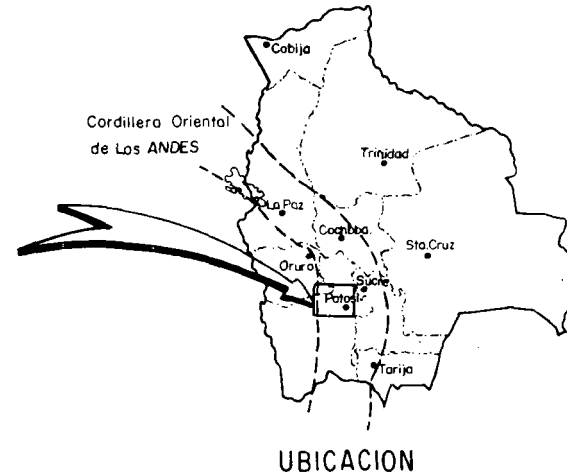 Cobija
Cordillera Oriental
de Los ANDES
Trinidad
La Paz
Cochbba.
Sta.Cruz
Oruro
Sucre
Potosí
Tarija
UBICACION